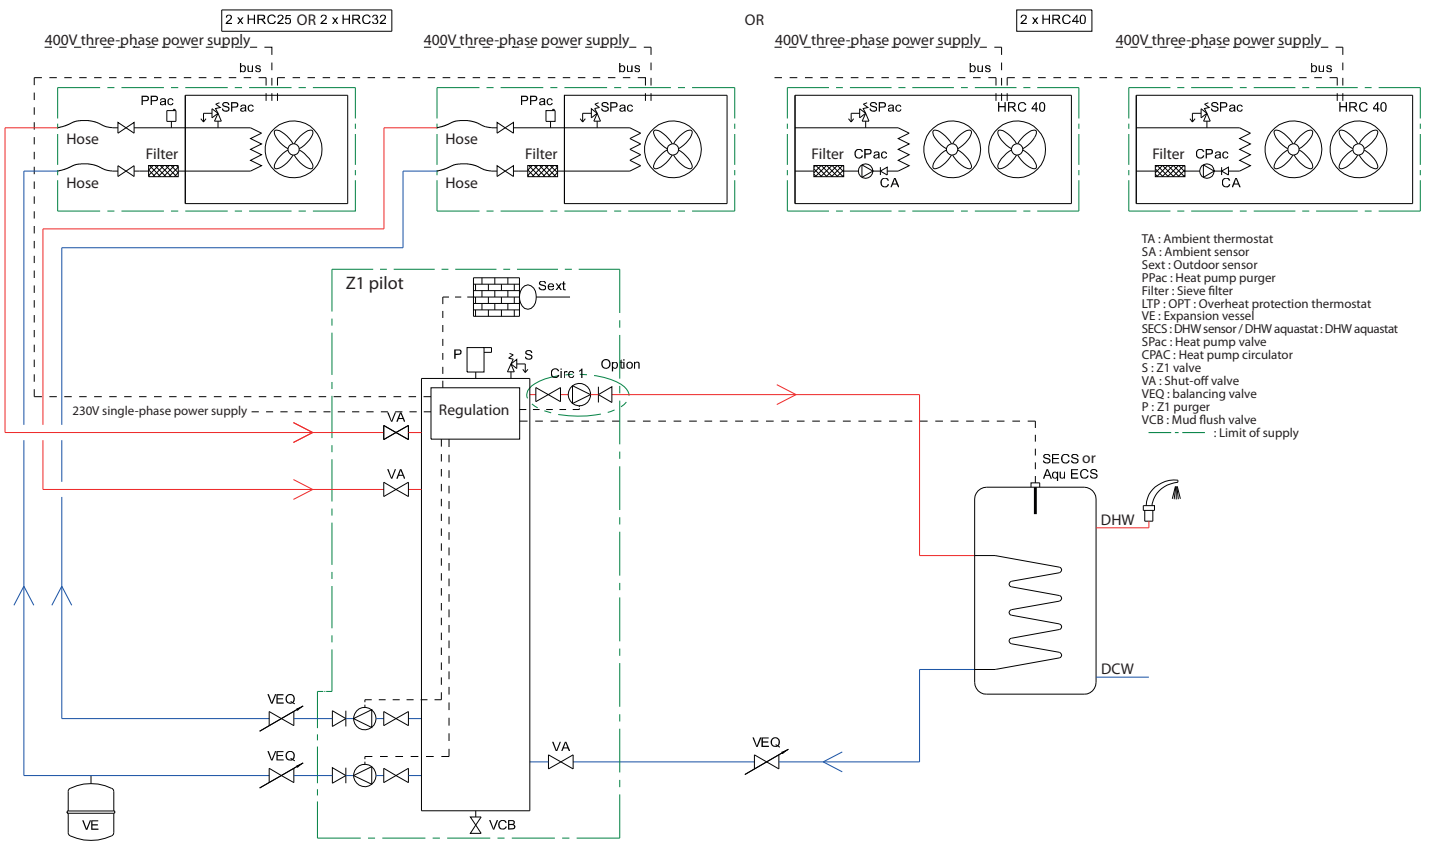 2 x HRC25 OR 2 x HRC32
OR
2 x HRC40
400V three-phase power supply
400V three-phase power supply
400V three-phase power supply
400V three-phase power supply
bus
bus
bus
bus
PPac
SPac
Hose
Filter
Hose
PPac
SPac
Hose
Filter
Hose
SPac
HRC 40
Filter
CPac
CA
SPac
HRC 40
Filter
CPac
CA
TA : Ambient thermostat
SA : Ambient sensor
Sext : Outdoor sensor
PPac : Heat pump purger
Filter : Sieve filter
LTP : OPT : Overheat protection thermostat
VE : Expansion vessel
SECS : DHW sensor / DHW aquastat : DHW aquastat
SPac : Heat pump valve
CPAC : Heat pump circulator
S : Z1 valve
VA : Shut-off valve
VEQ : balancing valve
P : Z1 purger
VCB : Mud flush valve
: Limit of supply
Z1 pilot
Sext
P
S
Circ 1
Option
Regulation
230V single-phase power supply
VA
VA
SECS or
Aqu ECS
DHW
DCW
VEQ
VEQ
VA
VEQ
VE
VCB